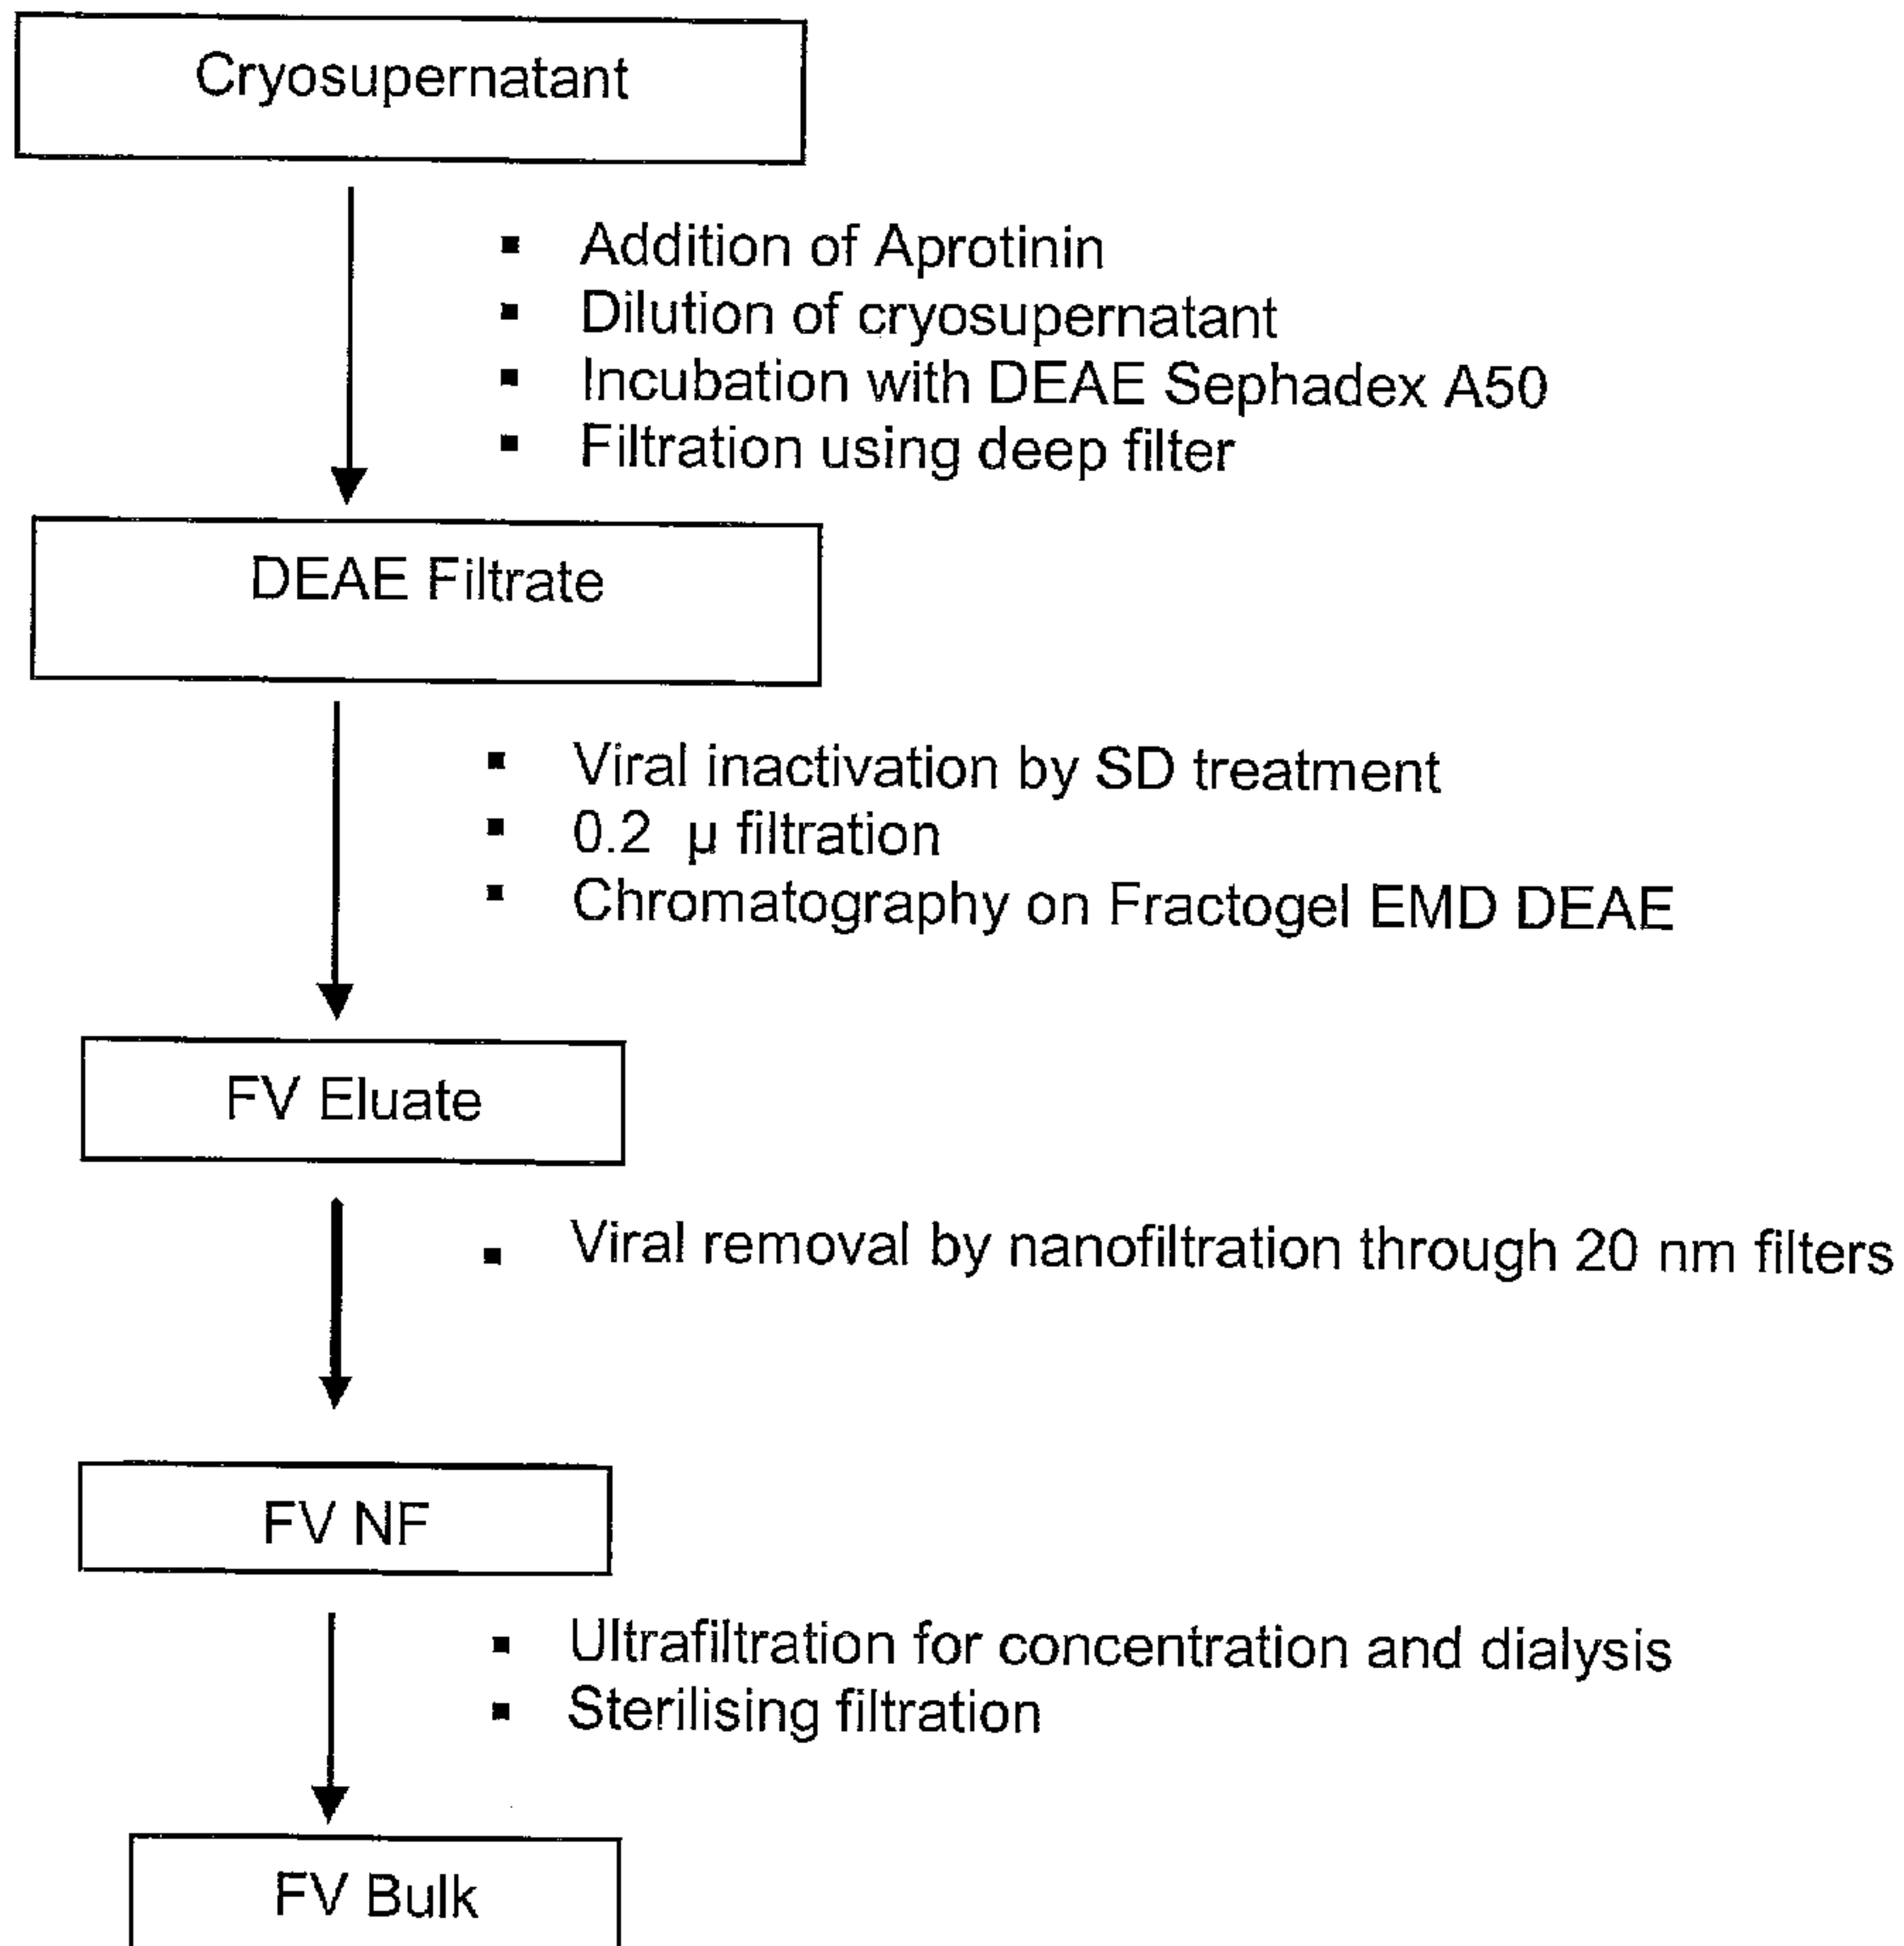 Cryosupernatant
▪ Addition of Aprotinin
▪ Dilution of cryosupernatant
▪ Incubation with DEAE Sephadex A50
▪ Filtration using deep filter
DEAE Filtrate
▪ Viral inactivation by SD treatment
▪ 0.2 µ filtration
▪ Chromatography on Fractogel EMD DEAE
FV Eluate
▪ Viral removal by nanofiltration through 20 nm filters
FV NF
▪ Ultrafiltration for concentration and dialysis
▪ Sterilising filtration
FV Bulk